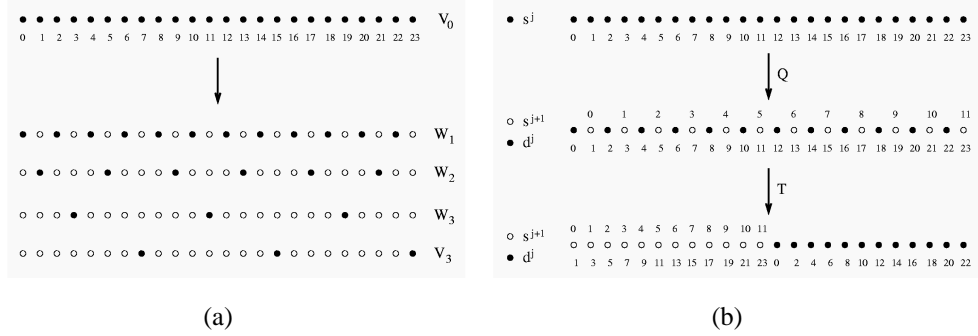 V0
0 1 2 3 4 5 6 7 8 9 10 11 12 13 14 15 16 17 18 19 20 21 22 23
W1
W2
W3
V3
(a)
s^j
0 1 2 3 4 5 6 7 8 9 10 11 12 13 14 15 16 17 18 19 20 21 22 23
Q
0 1 2 3 4 5 6 7 8 9 10 11
s^j+1
d^j
0 1 2 3 4 5 6 7 8 9 10 11 12 13 14 15 16 17 18 19 20 21 22 23
T
0 1 2 3 4 5 6 7 8 9 10 11
s^j+1
d^j
1 3 5 7 9 11 13 15 17 19 21 23 0 2 4 6 8 10 12 14 16 18 20 22
(b)